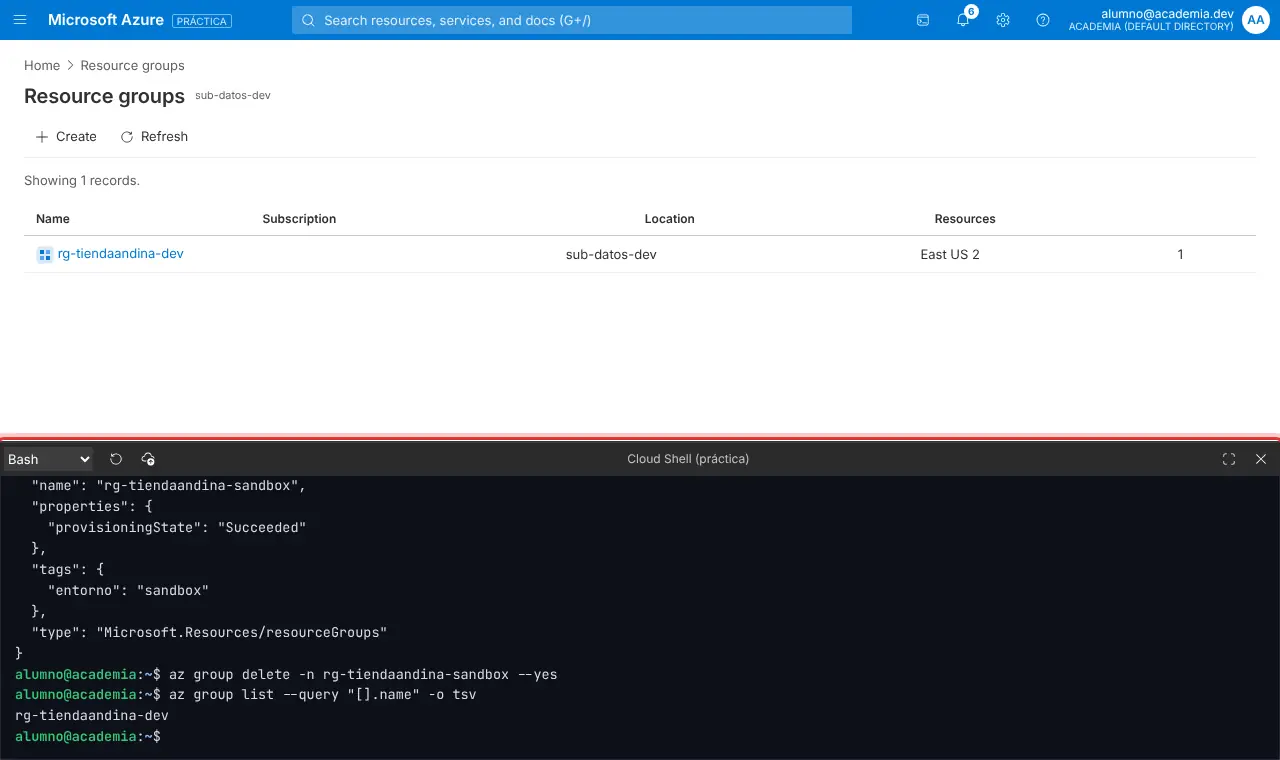 Microsoft Azure PRÁCTICA Search resources, services, and docs (G+/) 6 alumno@academia.dev AA
ACADEMIA (DEFAULT DIRECTORY)
Home > Resource groups
Resource groups sub-datos-dev
+ Create Refresh
Showing 1 records.
Name Subscription Location Resources
rg-tiendaandina-dev sub-datos-dev East US 2 1
Bash Cloud Shell (práctica)
"name": "rg-tiendaandina-sandbox",
"properties": {
"provisioningState": "Succeeded"
},
"tags": {
"entorno": "sandbox"
},
"type": "Microsoft.Resources/resourceGroups"
}
alumno@academia:~$ az group delete -n rg-tiendaandina-sandbox --yes
alumno@academia:~$ az group list --query "[].name" -o tsv
rg-tiendaandina-dev
alumno@academia:~$